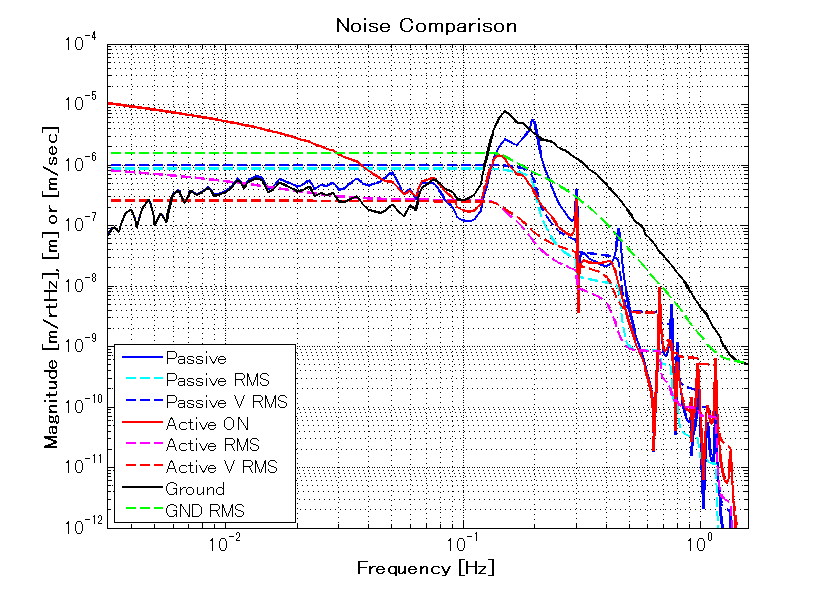 Noise Comparison
10^-4
10^-5
10^-6
10^-7
10^-8
10^-9
10^-10
10^-11
10^-12
Magnitude [m/rtHz], [m] or [m/sec]
Passive
Passive RMS
Passive V RMS
Active ON
Active RMS
Active V RMS
Ground
GND RMS
10^-2
10^-1
10^0
Frequency [Hz]